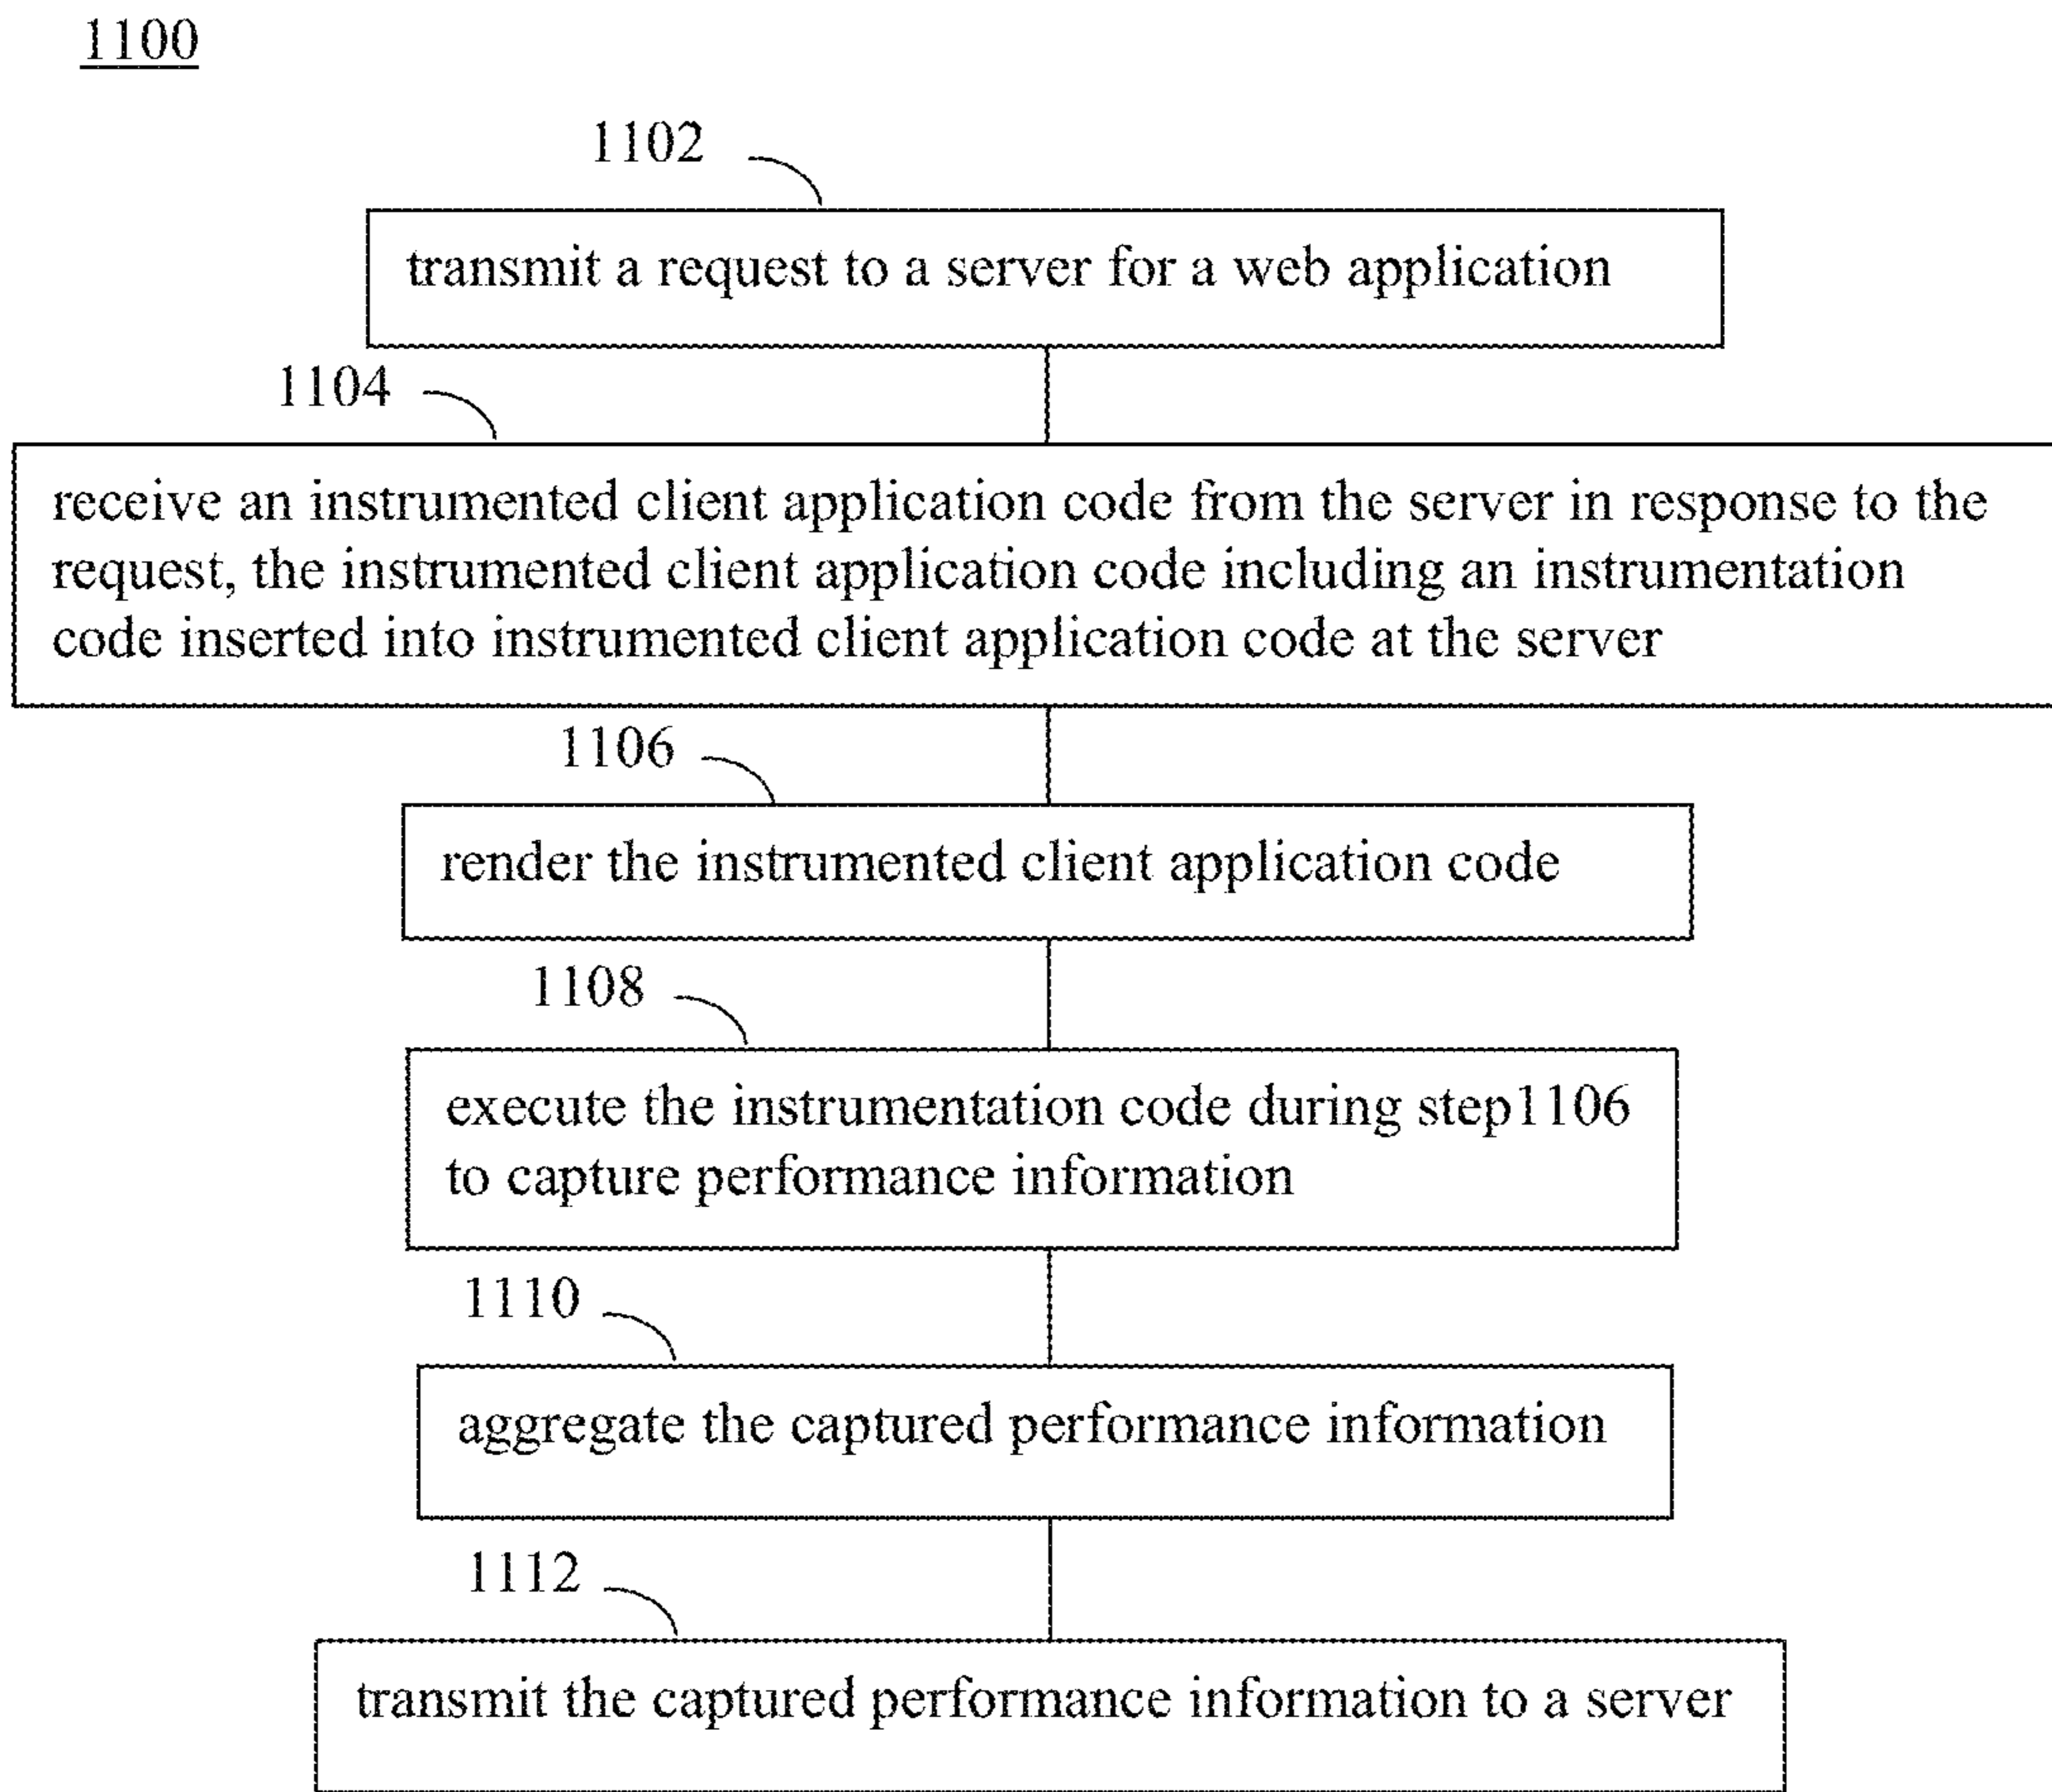 1100
1102
transmit a request to a server for a web application
1104
receive an instrumented client application code from the server in response to the
request, the instrumented client application code including an instrumentation
code inserted into instrumented client application code at the server
1106
render the instrumented client application code
1108
execute the instrumentation code during step1106
to capture performance information
1110
aggregate the captured performance information
1112
transmit the captured performance information to a server